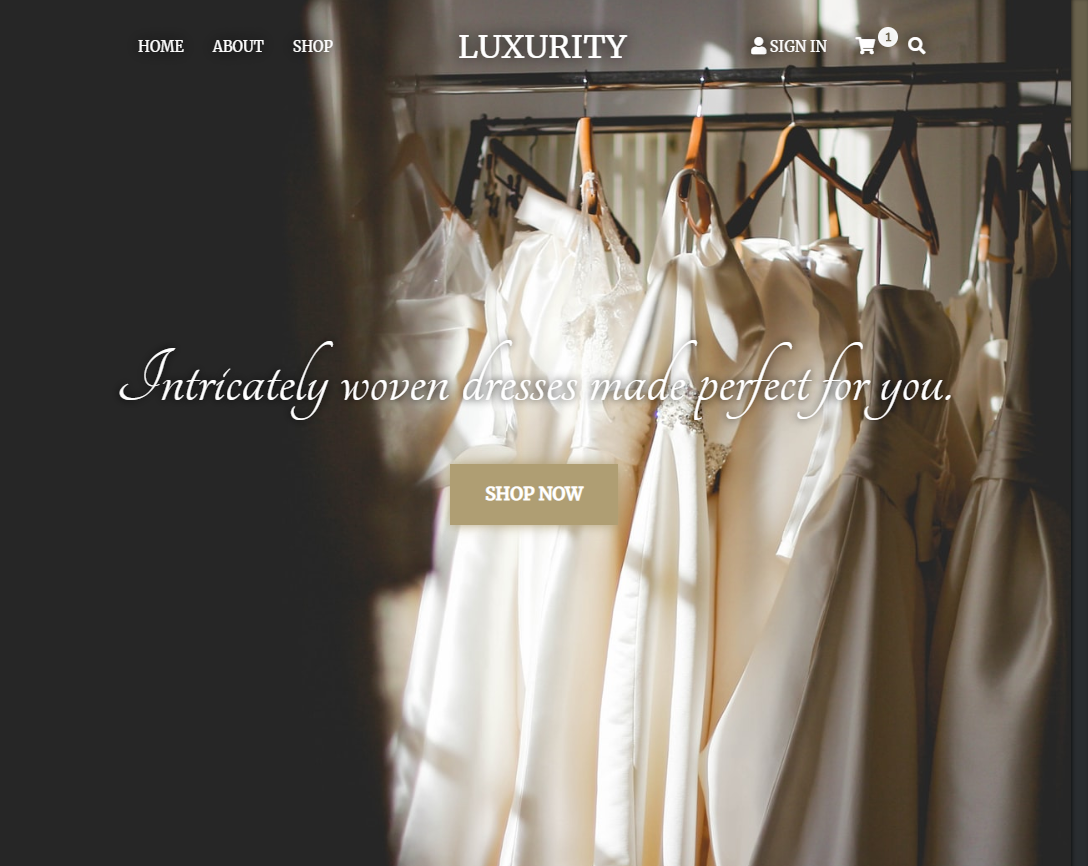 HOME ABOUT SHOP LUXURITY SIGN IN 1
Intricately woven dresses made perfect for you.
SHOP NOW